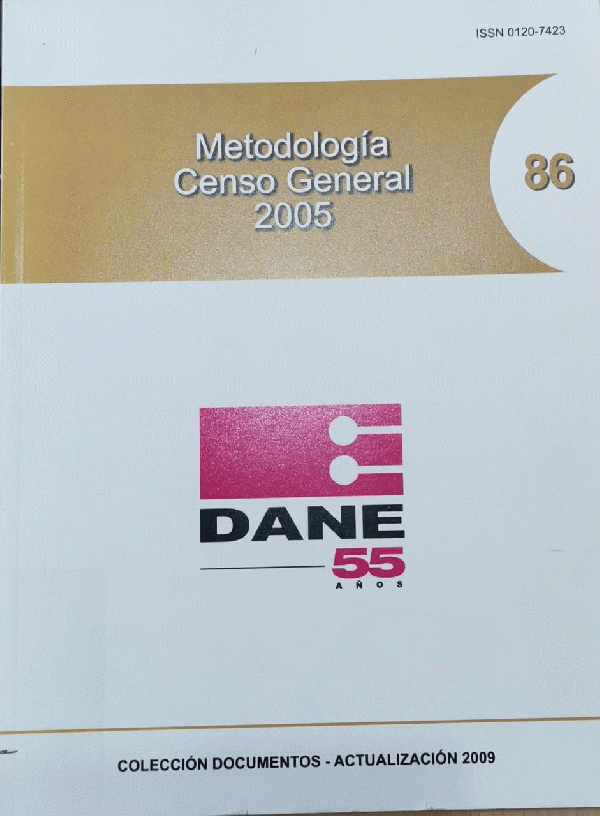 ISSN 0120-7423
Metodología
Censo General
2005
86
DANE
55
AÑOS
COLECCIÓN DOCUMENTOS - ACTUALIZACIÓN 2009